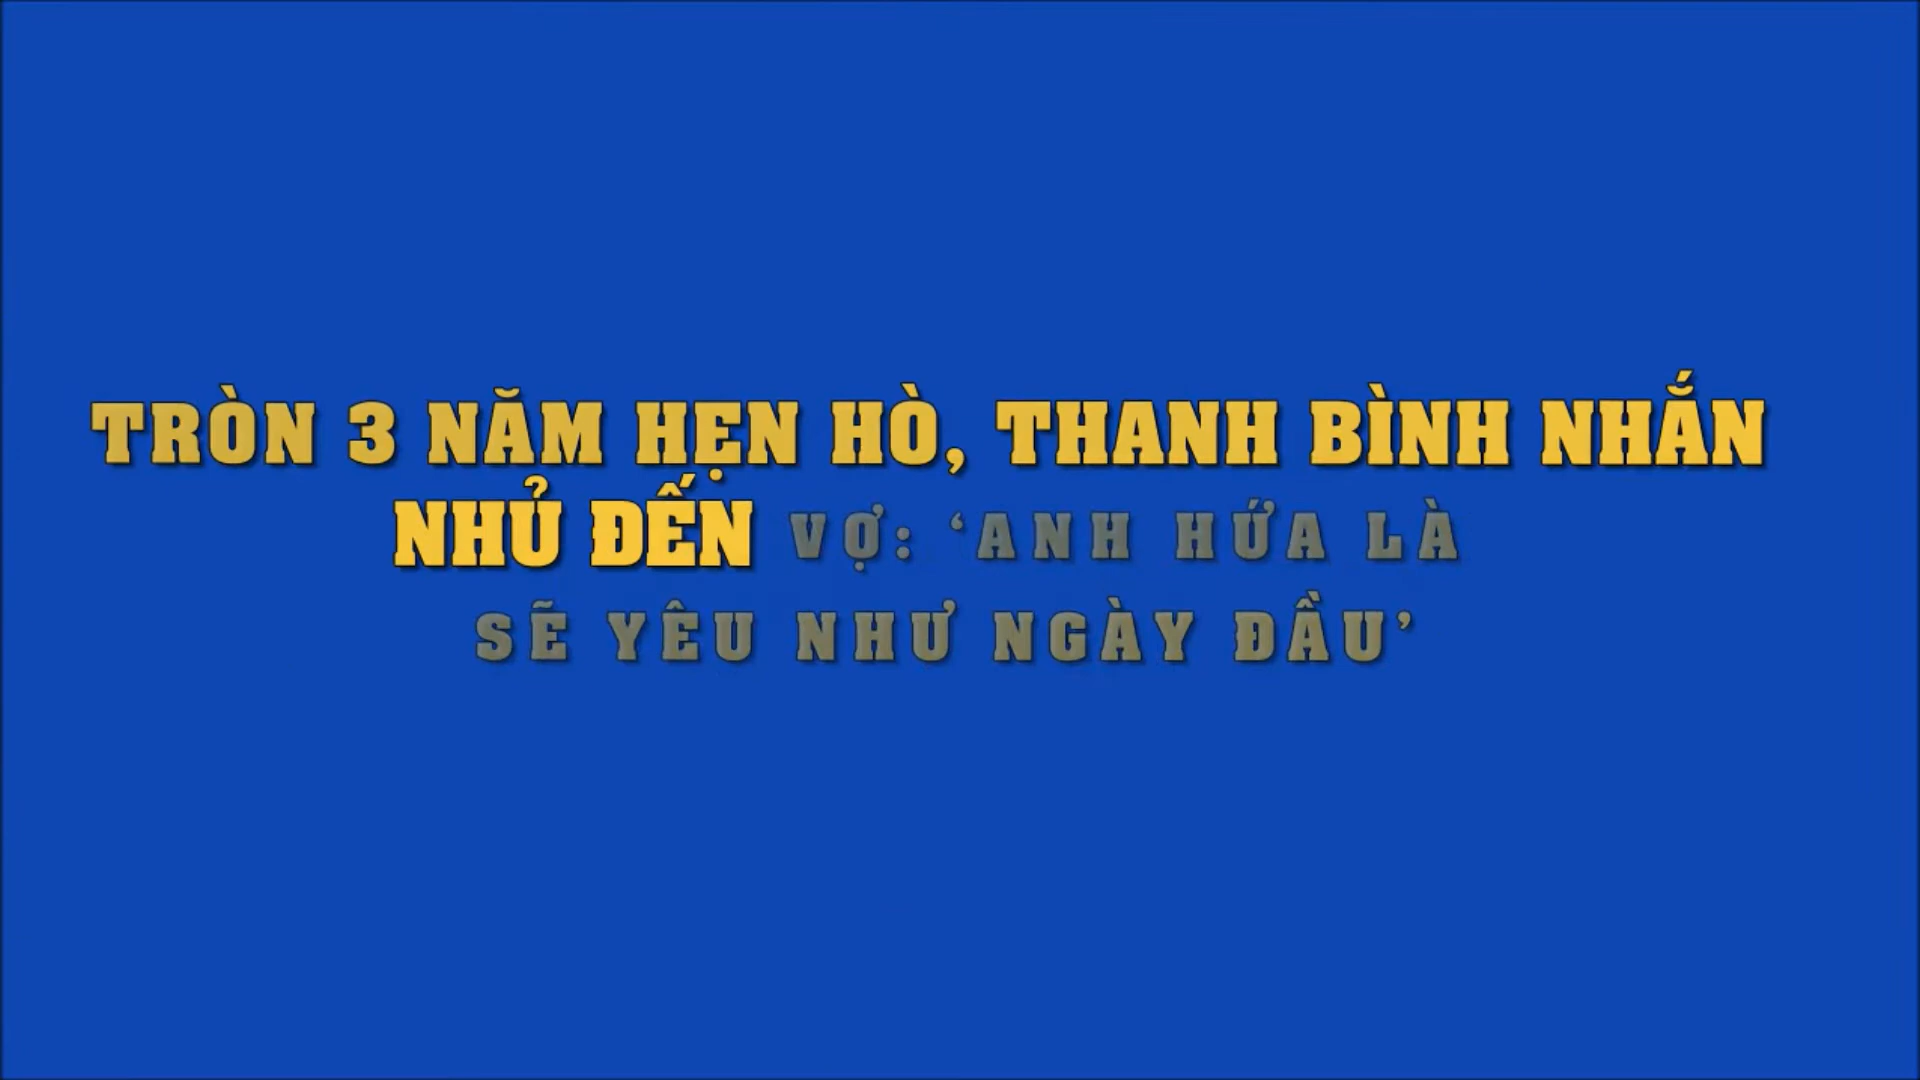 TRÒN 3 NĂM HẸN HÒ, THANH BÌNH NHẮN
NHỦ ĐẾN VỢ: ‘ANH HỨA LÀ
SẼ YÊU NHƯ NGÀY ĐẦU’